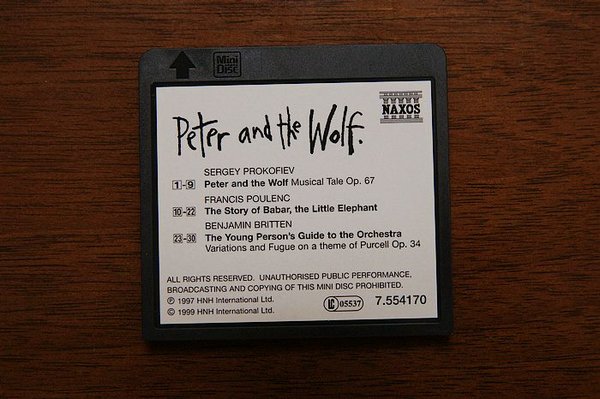 Mini Disc
NAXOS
Peter and the Wolf.
SERGEY PROKOFIEV
1-9 Peter and the Wolf Musical Tale Op. 67
FRANCIS POULENC
10-22 The Story of Babar, the Little Elephant
BENJAMIN BRITTEN
23-30 The Young Person's Guide to the Orchestra
Variations and Fugue on a theme of Purcell Op. 34
ALL RIGHTS RESERVED. UNAUTHORISED PUBLIC PERFORMANCE,
BROADCASTING AND COPYING OF THIS MINI DISC PROHIBITED.
℗ 1997 HNH International Ltd.
© 1999 HNH International Ltd.
LC 05537 7.554170